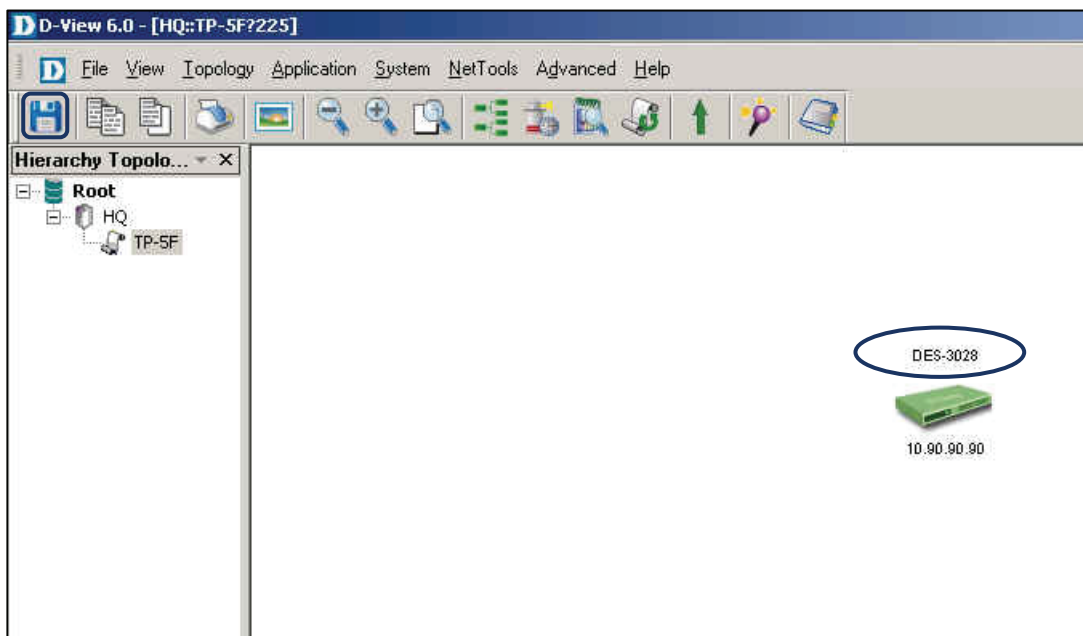 D-View 6.0 - [HQ::TP-5F?225]
File View Topology Application System NetTools Advanced Help
Hierarchy Topolo...
Root
HQ
TP-5F
DES-3028
10.90.90.90